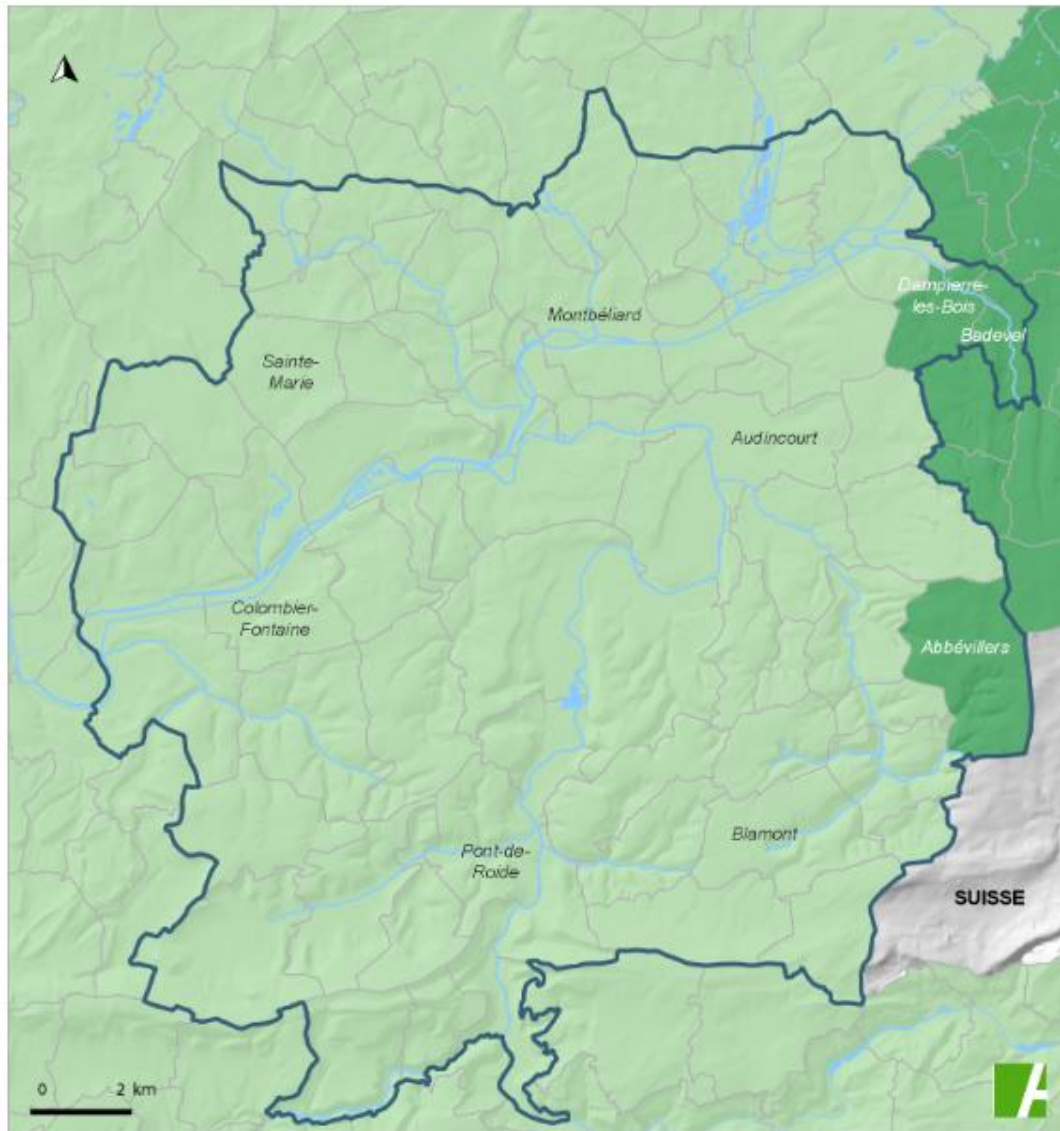 Dampierre-
les-Bois
Montbéliard
Badevel
Sainte-
Marie
Audincourt
Colombier-
Fontaine
Abbévillers
Blamont
Pont-de-
Roide
SUISSE
0 2 km